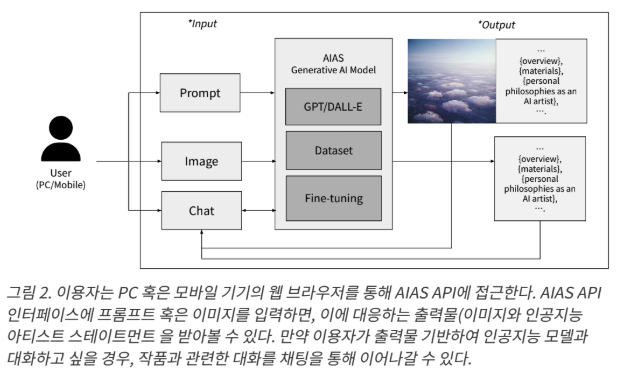 *Input
*Output
AIAS
Generative AI Model
Prompt
GPT/DALL-E
Dataset
Fine-tuning
Image
Chat
User
(PC/Mobile)
...
{overview},
{materials},
{personal
philosophies as an
AI artist},
....
...
{overview},
{materials},
{personal
philosophies as an
AI artist},
....
그림 2. 이용자는 PC 혹은 모바일 기기의 웹 브라우저를 통해 AIAS API에 접근한다. AIAS API
인터페이스에 프롬프트 혹은 이미지를 입력하면, 이에 대응하는 출력물(이미지와 인공지능
아티스트 스테이트먼트 을 받아볼 수 있다. 만약 이용자가 출력물 기반하여 인공지능 모델과
대화하고 싶을 경우, 작품과 관련한 대화를 채팅을 통해 이어나갈 수 있다.